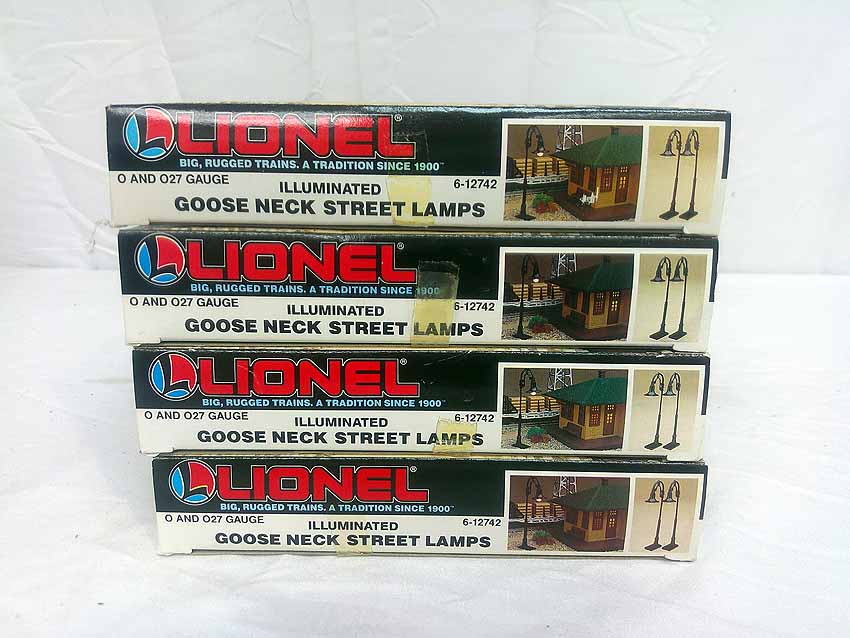 LIONEL®
BIG, RUGGED TRAINS. A TRADITION SINCE 1900™
O AND O27 GAUGE
ILLUMINATED
6-12742
GOOSE NECK STREET LAMPS
LIONEL®
BIG, RUGGED TRAINS. A TRADITION SINCE 1900
O AND O27 GAUGE
ILLUMINATED
6-12742
GOOSE NECK STREET LAMPS
LIONEL®
BIG, RUGGED TRAINS. A TRADITION SINCE 1900™
O AND O27 GAUGE
ILLUMINATED
6-12742
GOOSE NECK STREET LAMPS
LIONEL®
BIG, RUGGED TRAINS. A TRADITION SINCE 1900™
O AND O27 GAUGE
ILLUMINATED
6-12742
GOOSE NECK STREET LAMPS